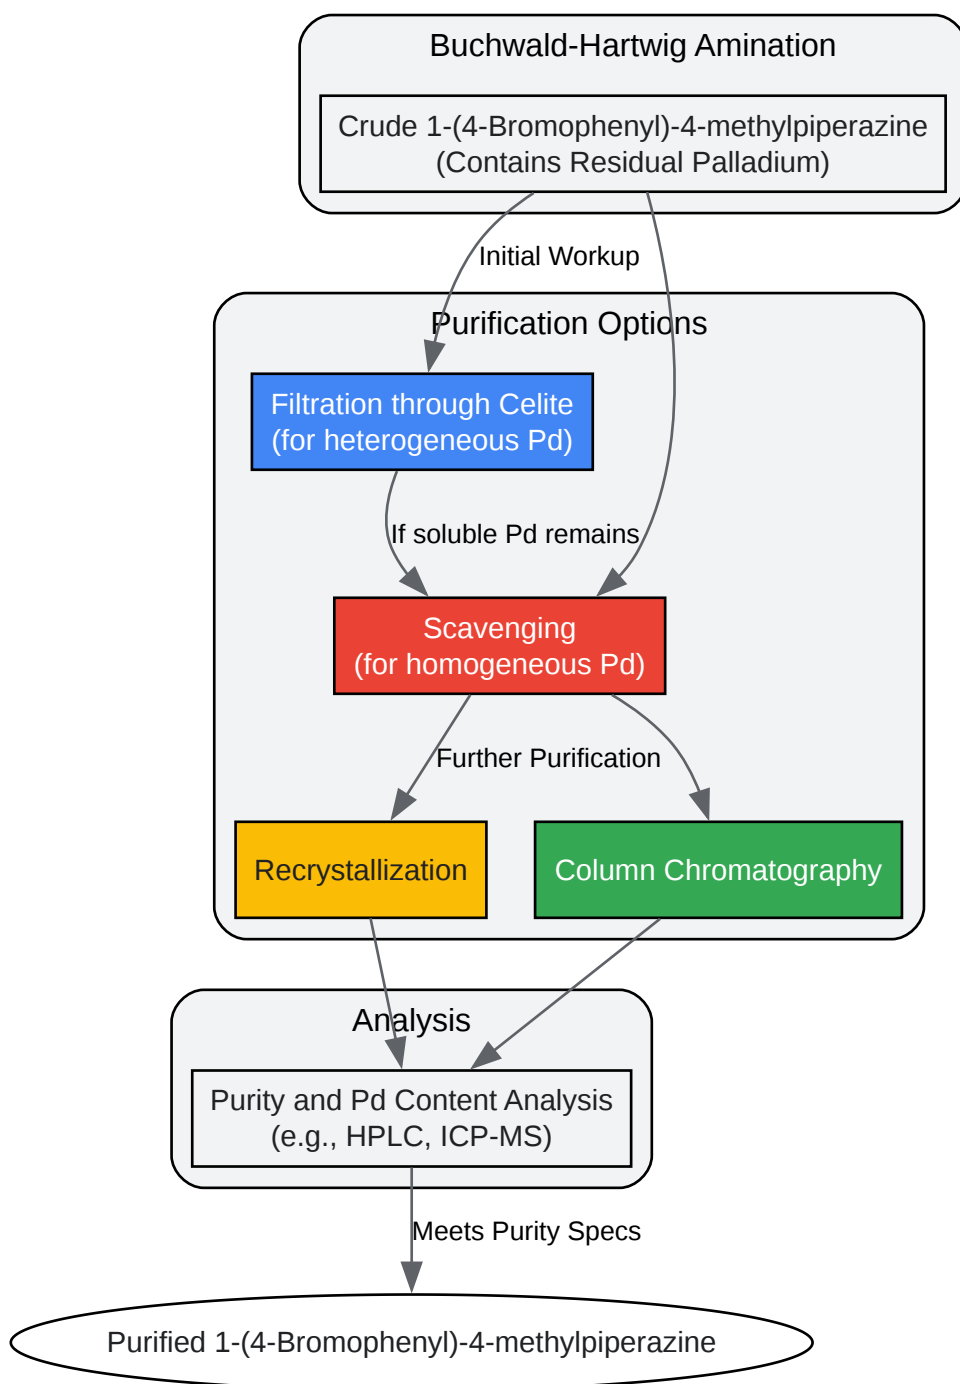 Buchwald-Hartwig Amination
Crude 1-(4-Bromophenyl)-4-methylpiperazine
(Contains Residual Palladium)
Initial Workup
Purification Options
Filtration through Celite
(for heterogeneous Pd)
If soluble Pd remains
Scavenging
(for homogeneous Pd)
Further Purification
Recrystallization
Column Chromatography
Analysis
Purity and Pd Content Analysis
(e.g., HPLC, ICP-MS)
Meets Purity Specs
Purified 1-(4-Bromophenyl)-4-methylpiperazine